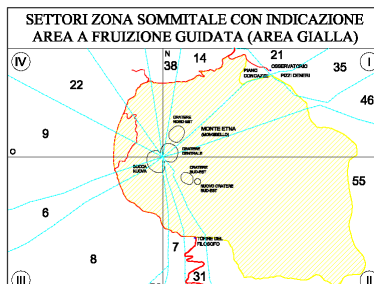 SETTORI ZONA SOMMITALE CON INDICAZIONE
AREA A FRUIZIONE GUIDATA (AREA GIALLA)
IV
N
38
14
21
OSSERVATORIO
I
35
PIANO
CONCAZZE
PIZZI DENERI
22
46
CRATERE
NORD-EST
9
MONTE ETNA
(MONGIBELLO)
CRATERE
CENTRALE
O
BOCCA
NUOVA
CRATERE
SUD-EST
55
NUOVO CRATERE
SUD-EST
6
TORRE DEL
FILOSOFO
7
8
III
31
II